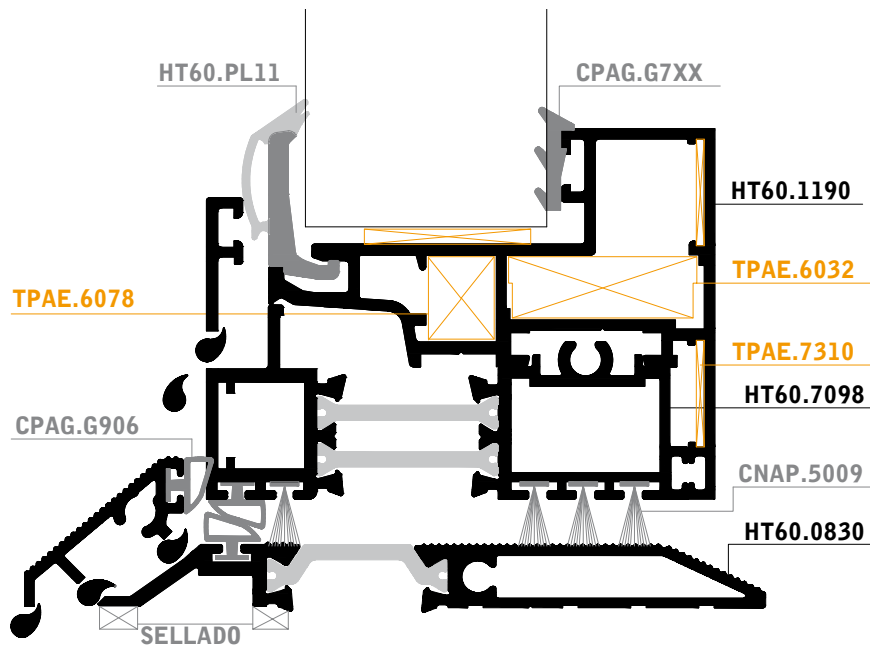 HT60.PL11
CPAG.G7XX
HT60.1190
TPAE.6032
TPAE.6078
TPAE.7310
HT60.7098
CPAG.G906
CNAP.5009
HT60.0830
SELLADO